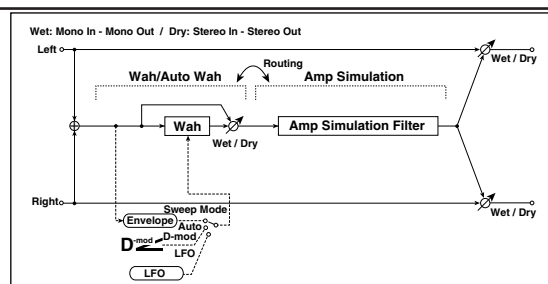 Wet: Mono In - Mono Out / Dry: Stereo In - Stereo Out
Left
Wet / Dry
Routing
Wah/Auto Wah
Amp Simulation
Wah
Wet / Dry
Amp Simulation Filter
Right
Wet / Dry
Sweep Mode
Envelope
Auto
D-mod
D-mod
LFO
LFO